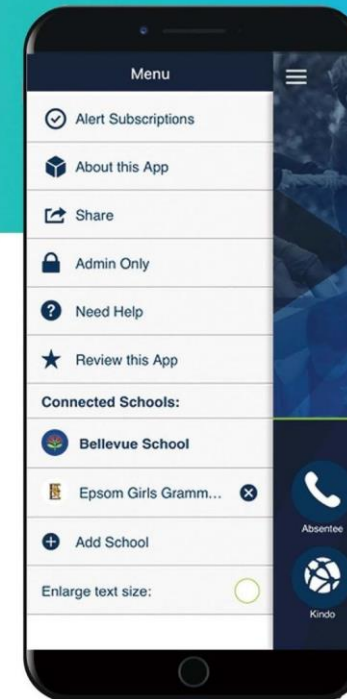 Menu
Alert Subscriptions
About this App
Share
Admin Only
Need Help
Review this App
Connected Schools:
Bellevue School
Epsom Girls Gramm...
Add School
Enlarge text size:
Absentee
Kindo